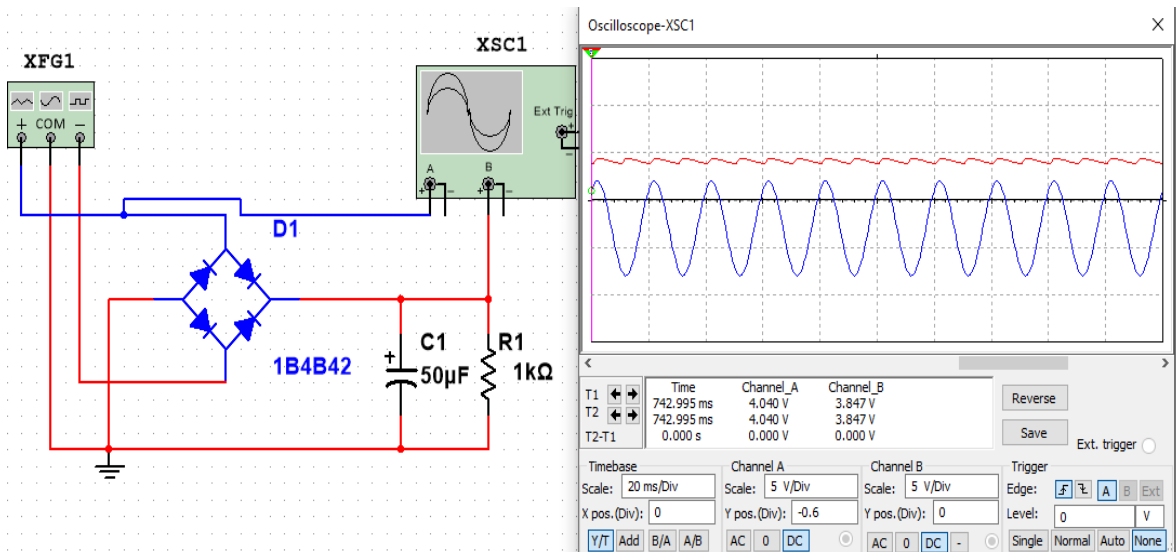 Oscilloscope-XSC1 X
XFG1
+ COM −
XSC1
Ext Trig
+
−
A
B
+ − + −
D1
1B4B42
+
C1
50µF
R1
1kΩ
T1
T2
T2-T1
Time Channel_A Channel_B
742.995 ms 4.040 V 3.847 V
742.995 ms 4.040 V 3.847 V
0.000 s 0.000 V 0.000 V
Reverse
Save
Ext. trigger
Timebase
Scale: 20 ms/Div
X pos.(Div): 0
Y/T Add B/A A/B
Channel A
Scale: 5 V/Div
Y pos.(Div): -0.6
AC 0 DC
Channel B
Scale: 5 V/Div
Y pos.(Div): 0
AC 0 DC -
Trigger
Edge: A B Ext
Level: 0 V
Single Normal Auto None